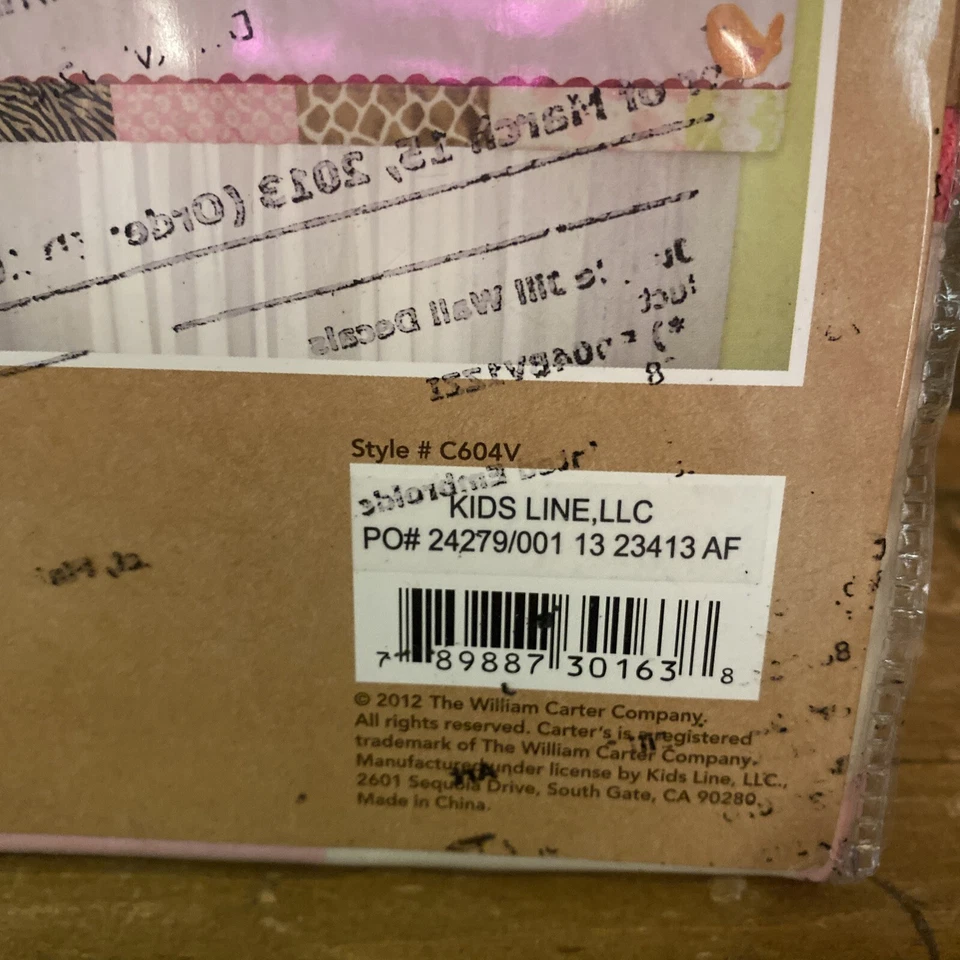 of March 15, 2013 (Orde
Jill Wall Decals
Style # C604V
KIDS LINE,LLC
PO# 24279/001 13 23413 AF
7 89887 30163 8
© 2012 The William Carter Company.
All rights reserved. Carter's is a registered
trademark of The William Carter Company.
Manufactured under license by Kids Line, LLC.,
2601 Sequoia Drive, South Gate, CA 90280.
Made in China.